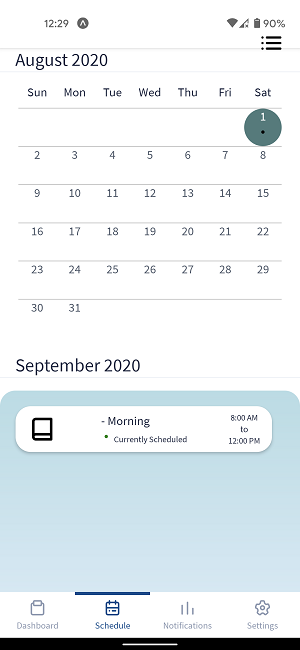 12:29 90%
August 2020
Sun Mon Tue Wed Thu Fri Sat
1
2 3 4 5 6 7 8
9 10 11 12 13 14 15
16 17 18 19 20 21 22
23 24 25 26 27 28 29
30 31
September 2020
- Morning
Currently Scheduled
8:00 AM
to
12:00 PM
Dashboard Schedule Notifications Settings